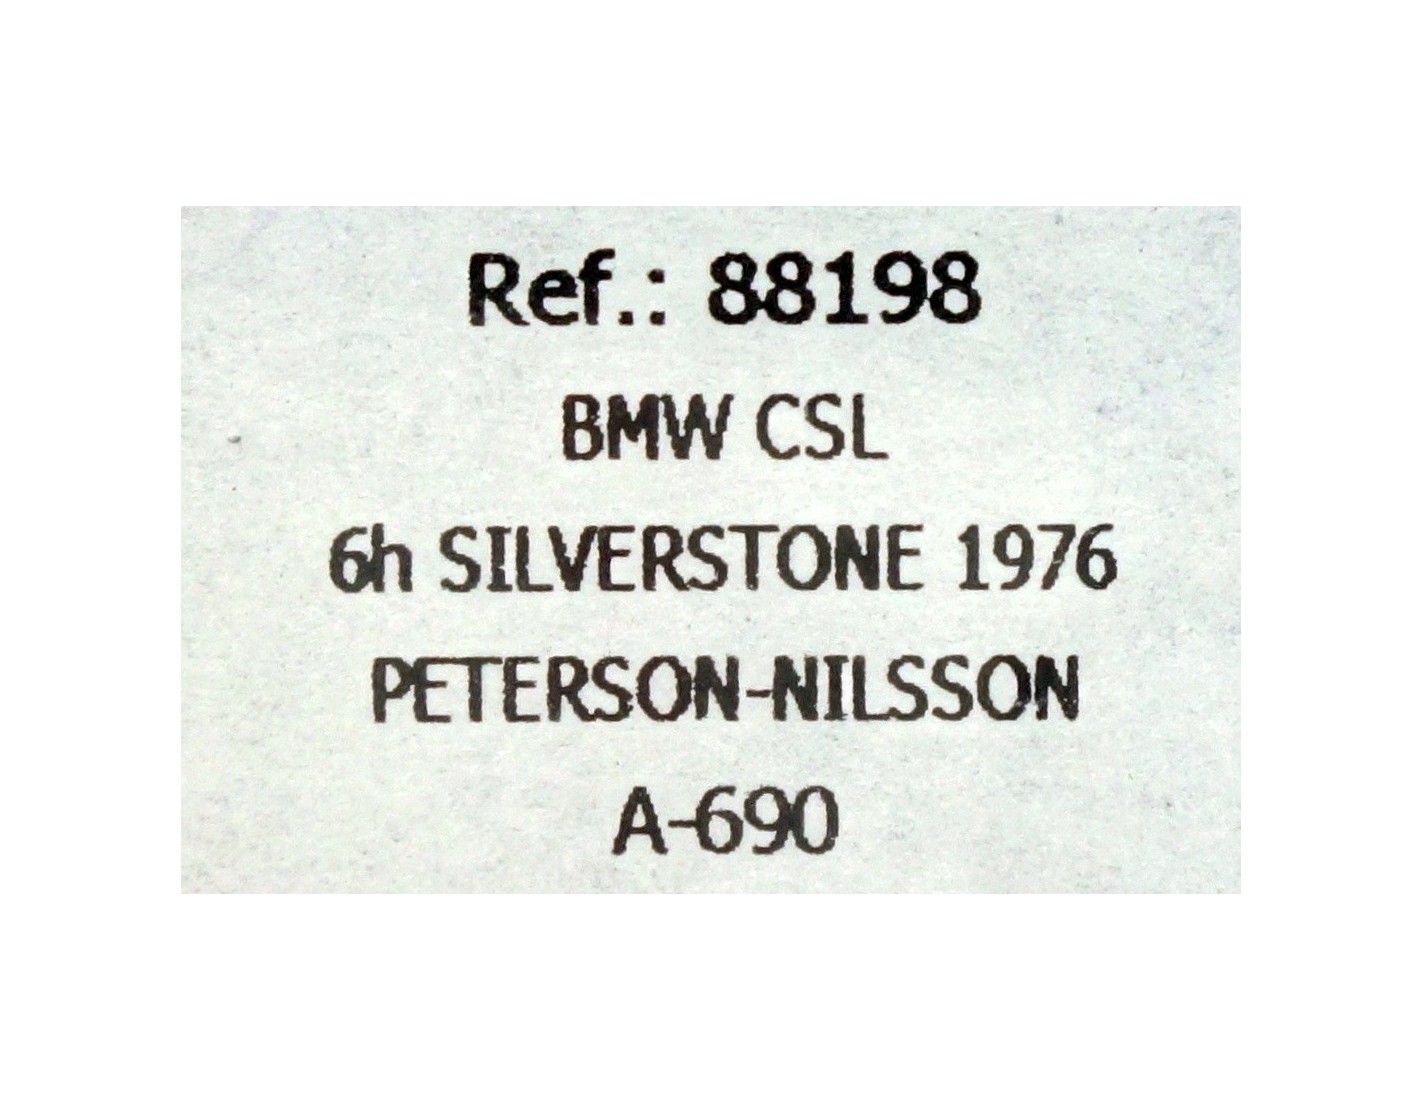 Ref.: 88198
BMW CSL
6h SILVERSTONE 1976
PETERSON-NILSSON
A-690